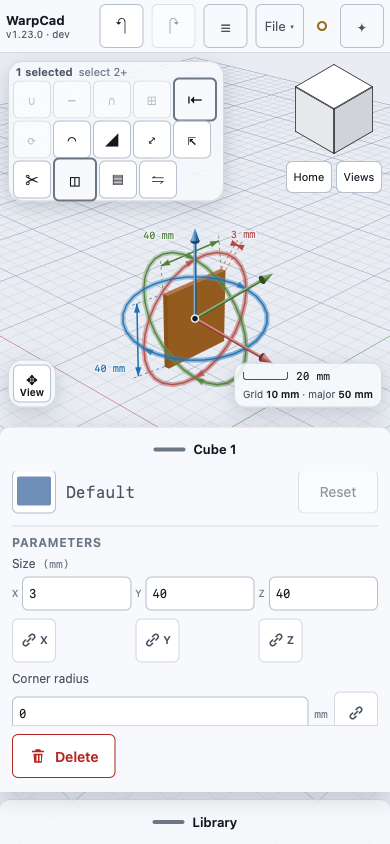 WarpCad
v1.23.0 · dev
File
1 selected select 2+
Home
Views
40 mm
3 mm
40 mm
View
20 mm
Grid 10 mm · major 50 mm
Cube 1
Default
Reset
PARAMETERS
Size (mm)
X 3 Y 40 Z 40
X Y Z
Corner radius
0 mm
Delete
Library